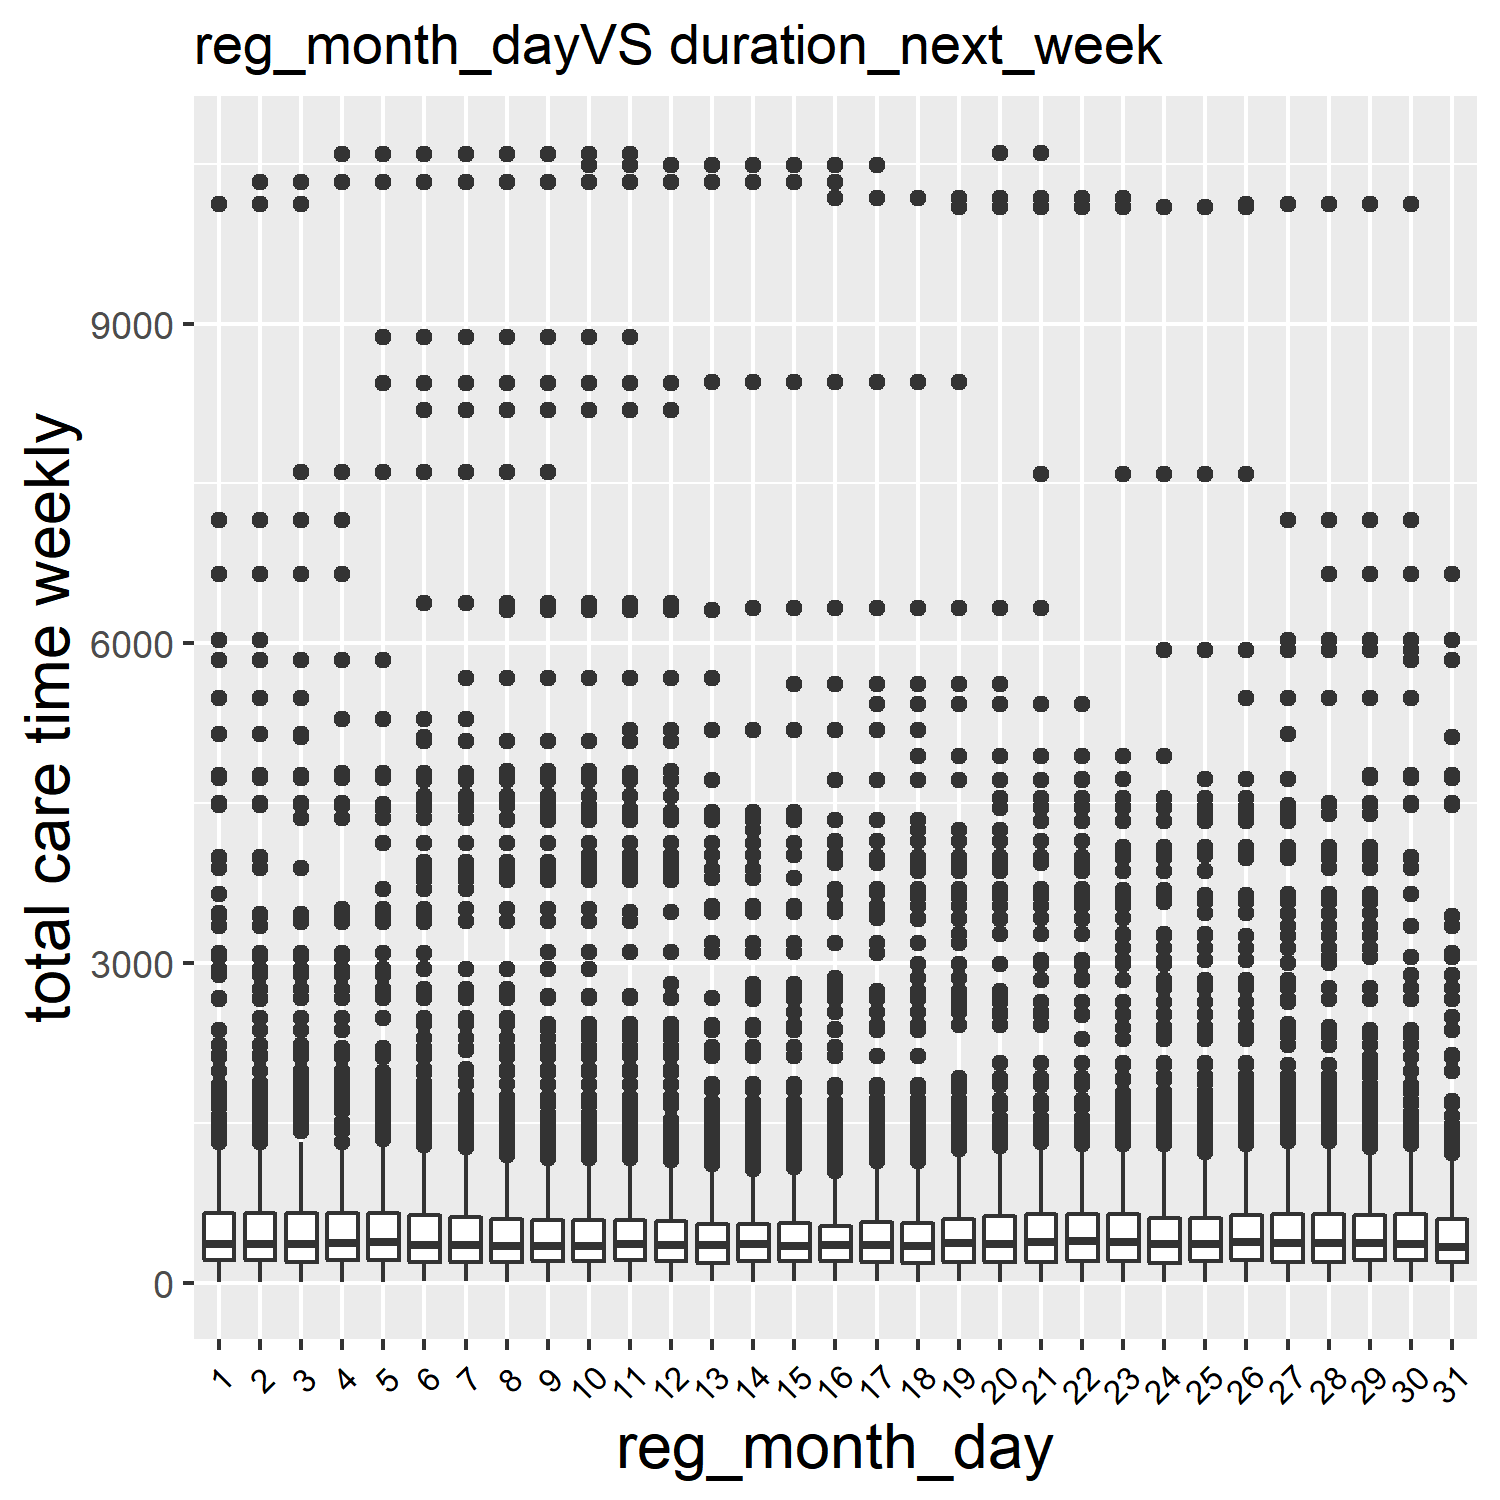 reg_month_dayVS duration_next_week
total care time weekly
9000
6000
3000
0
1 2 3 4 5 6 7 8 9 10 11 12 13 14 15 16 17 18 19 20 21 22 23 24 25 26 27 28 29 30 31
reg_month_day